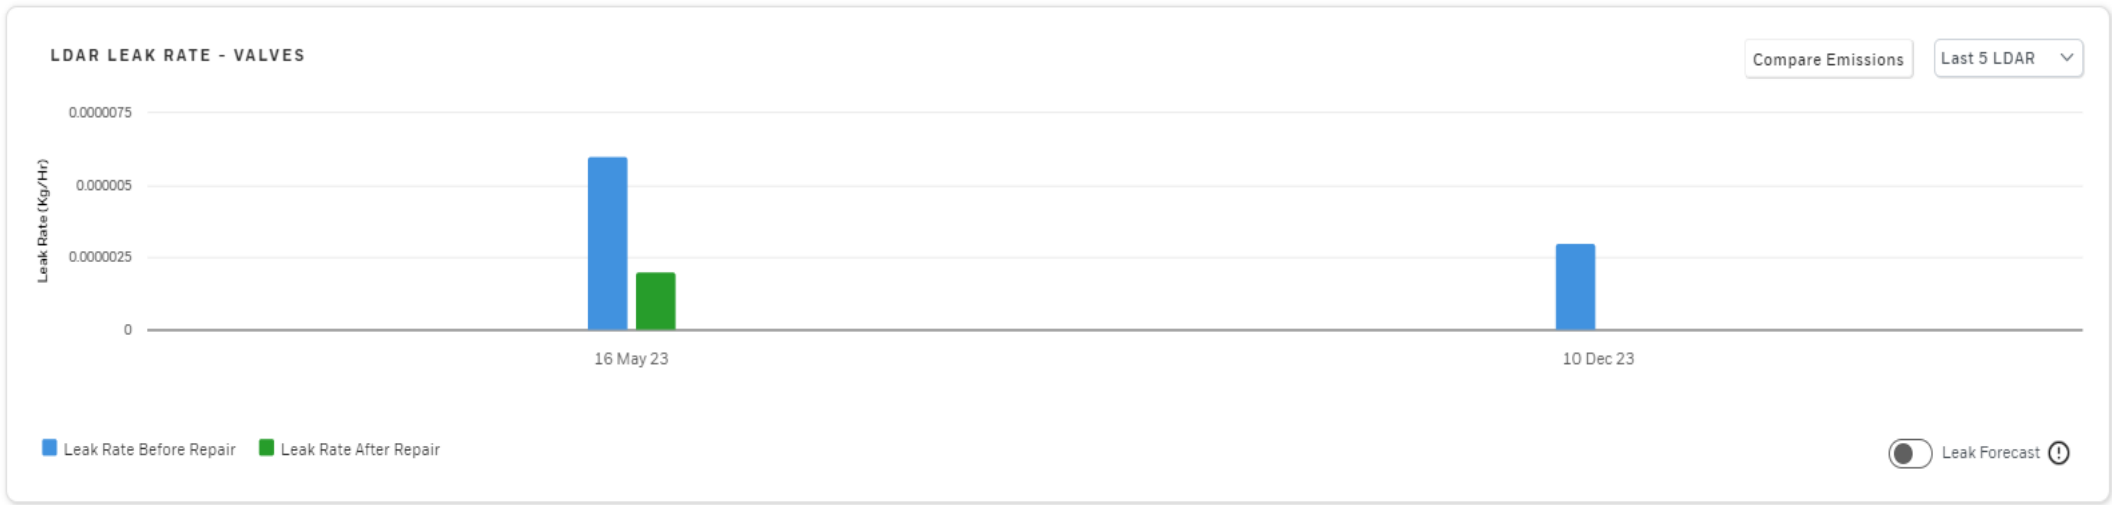 LDAR LEAK RATE - VALVES
Compare Emissions
Last 5 LDAR
0.0000075
0.000005
0.0000025
0
Leak Rate (Kg/Hr)
16 May 23
10 Dec 23
Leak Rate Before Repair
Leak Rate After Repair
Leak Forecast